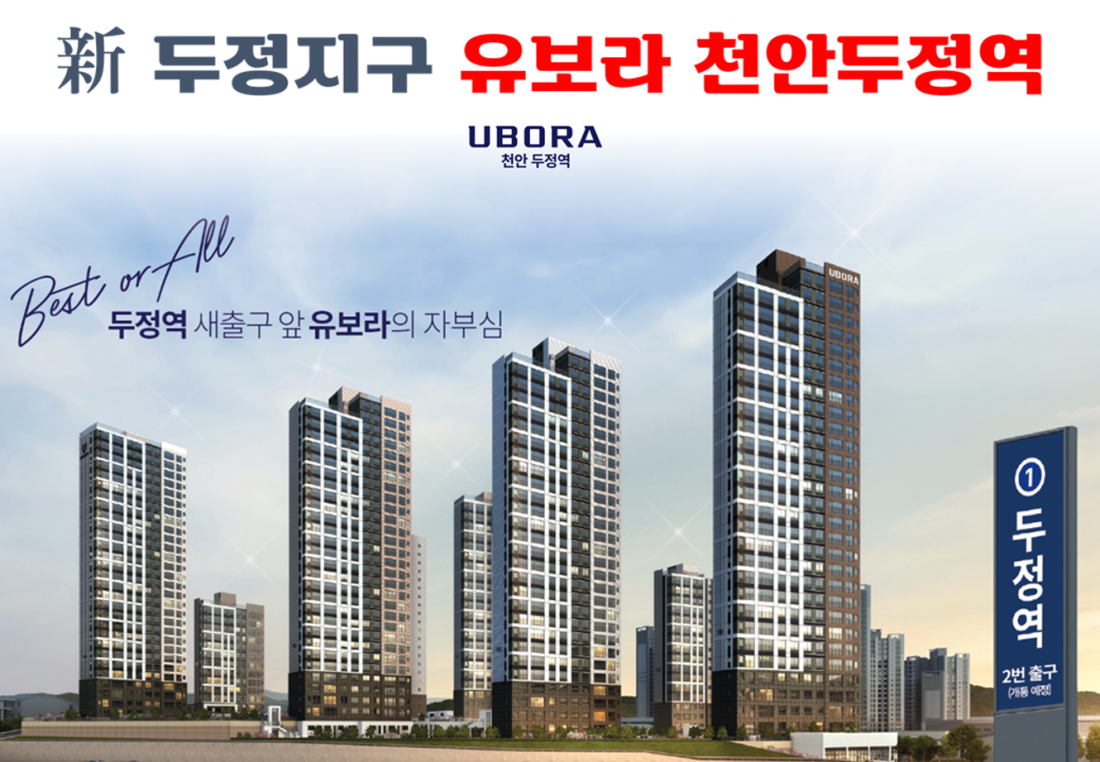 新 두정지구 유보라 천안두정역
UBORA
천안 두정역
Best or All
두정역 새출구 앞 유보라의 자부심
UBORA
1
두정역
2번 출구
(개통 예정)